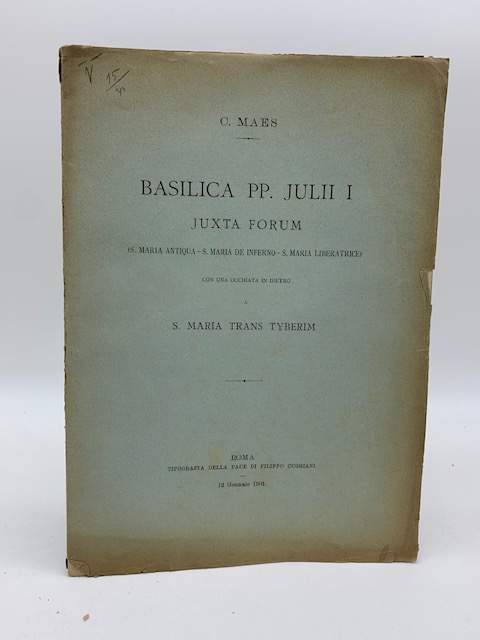 V 15/
C. MAES
BASILICA PP. JULII I
JUXTA FORUM
(S. MARIA ANTIQUA – S. MARIA DE INFERNO – S. MARIA LIBERATRICE)
CON UNA OCCHIATA IN DIETRO
A
S. MARIA TRANS TYBERIM
ROMA
TIPOGRAFIA DELLA PACE DI FILIPPO CUGGIANI
12 Gennaio 1901.